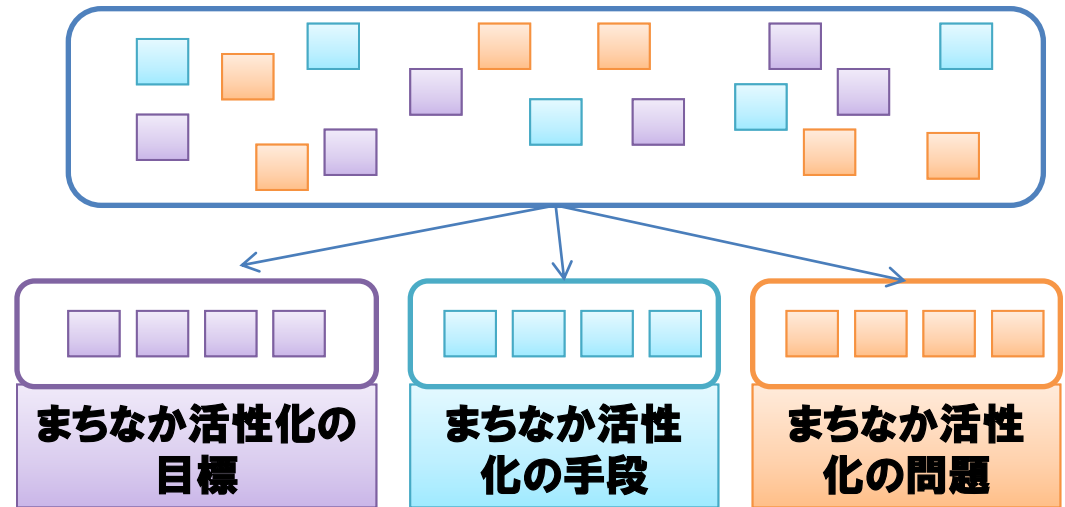 まちなか活性化の
目標
まちなか活性
化の手段
まちなか活性
化の問題